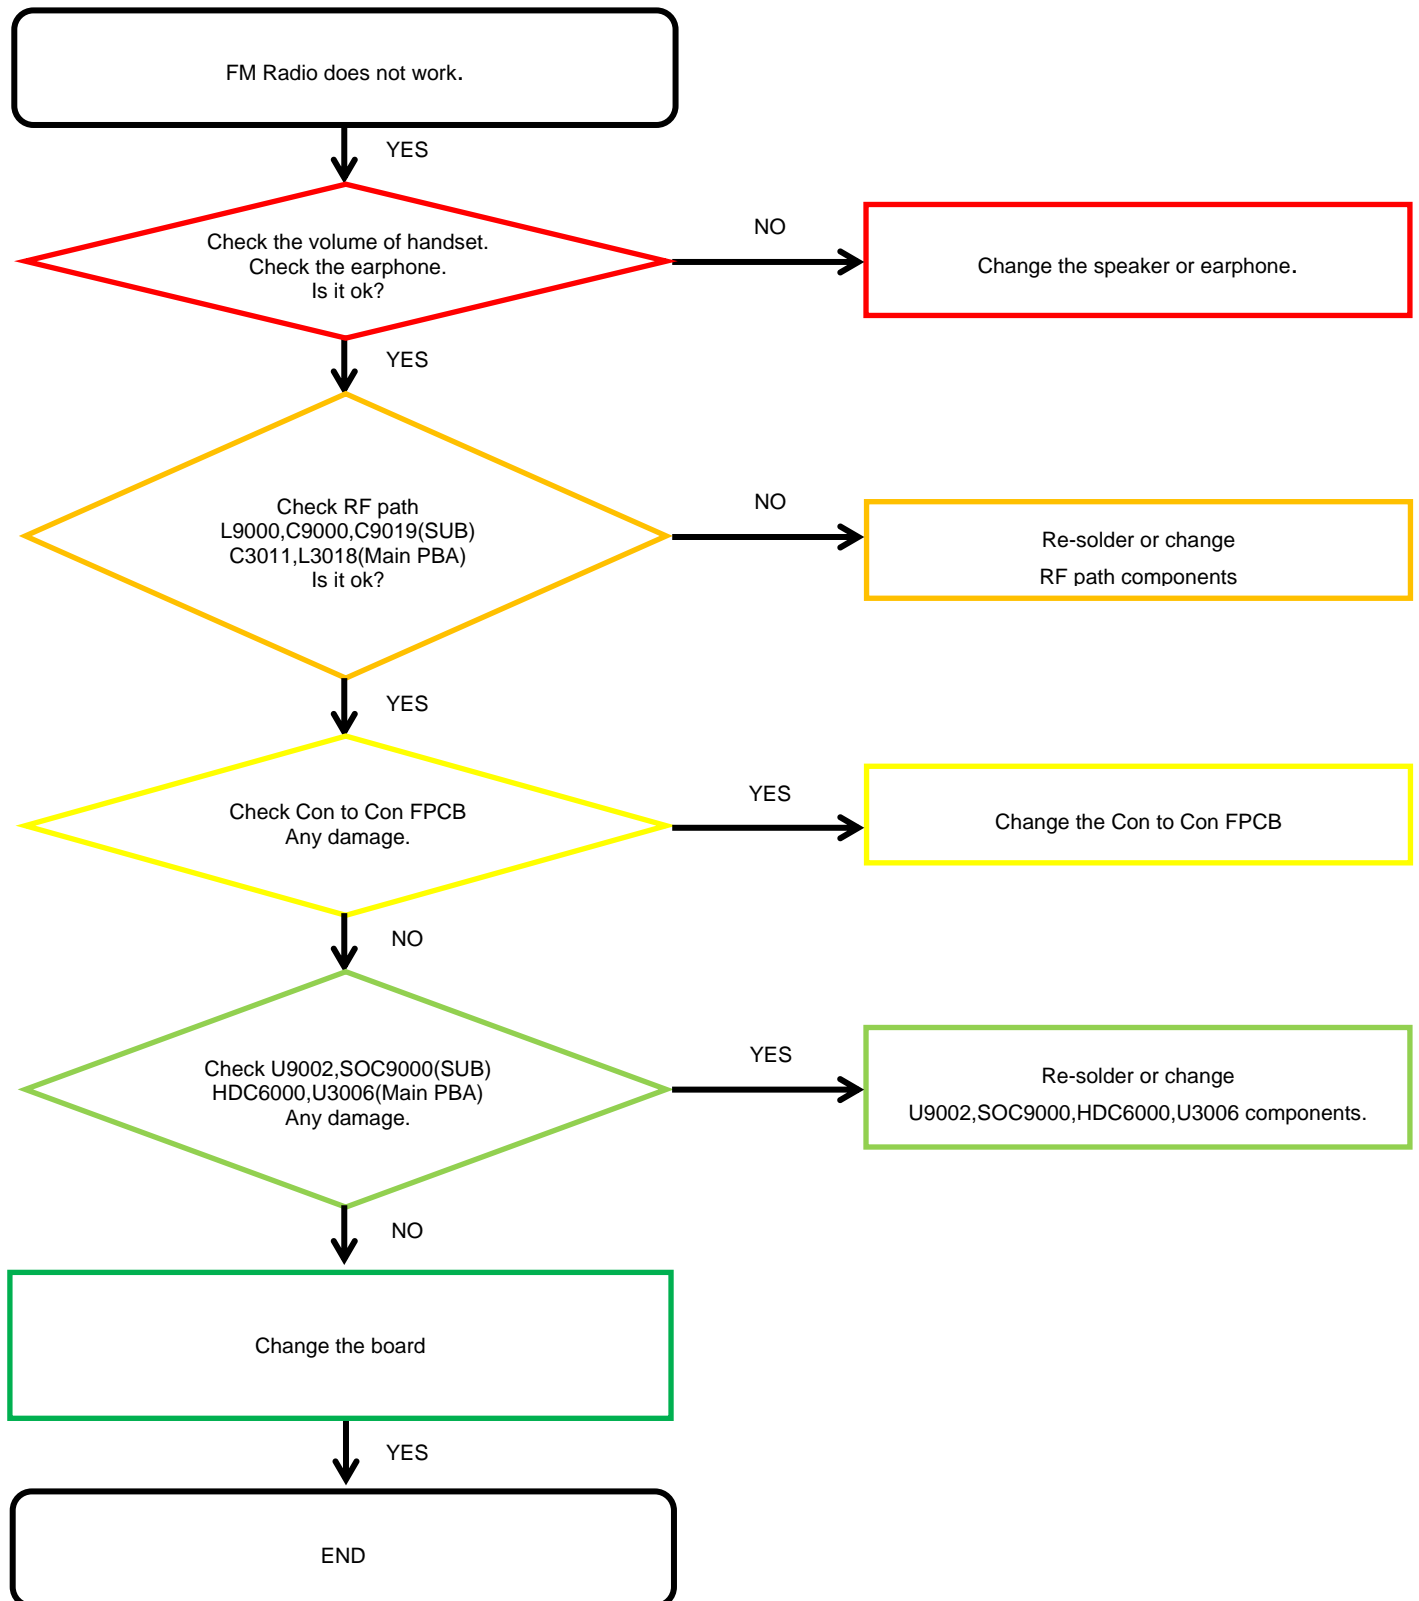 FM Radio does not work.
YES
Check the volume of handset.
Check the earphone.
Is it ok?
NO
Change the speaker or earphone.
YES
Check RF path
L9000,C9000,C9019(SUB)
C3011,L3018(Main PBA)
Is it ok?
NO
Re-solder or change
RF path components
YES
Check Con to Con FPCB
Any damage.
YES
Change the Con to Con FPCB
NO
Check U9002,SOC9000(SUB)
HDC6000,U3006(Main PBA)
Any damage.
YES
Re-solder or change
U9002,SOC9000,HDC6000,U3006 components.
NO
Change the board
YES
END